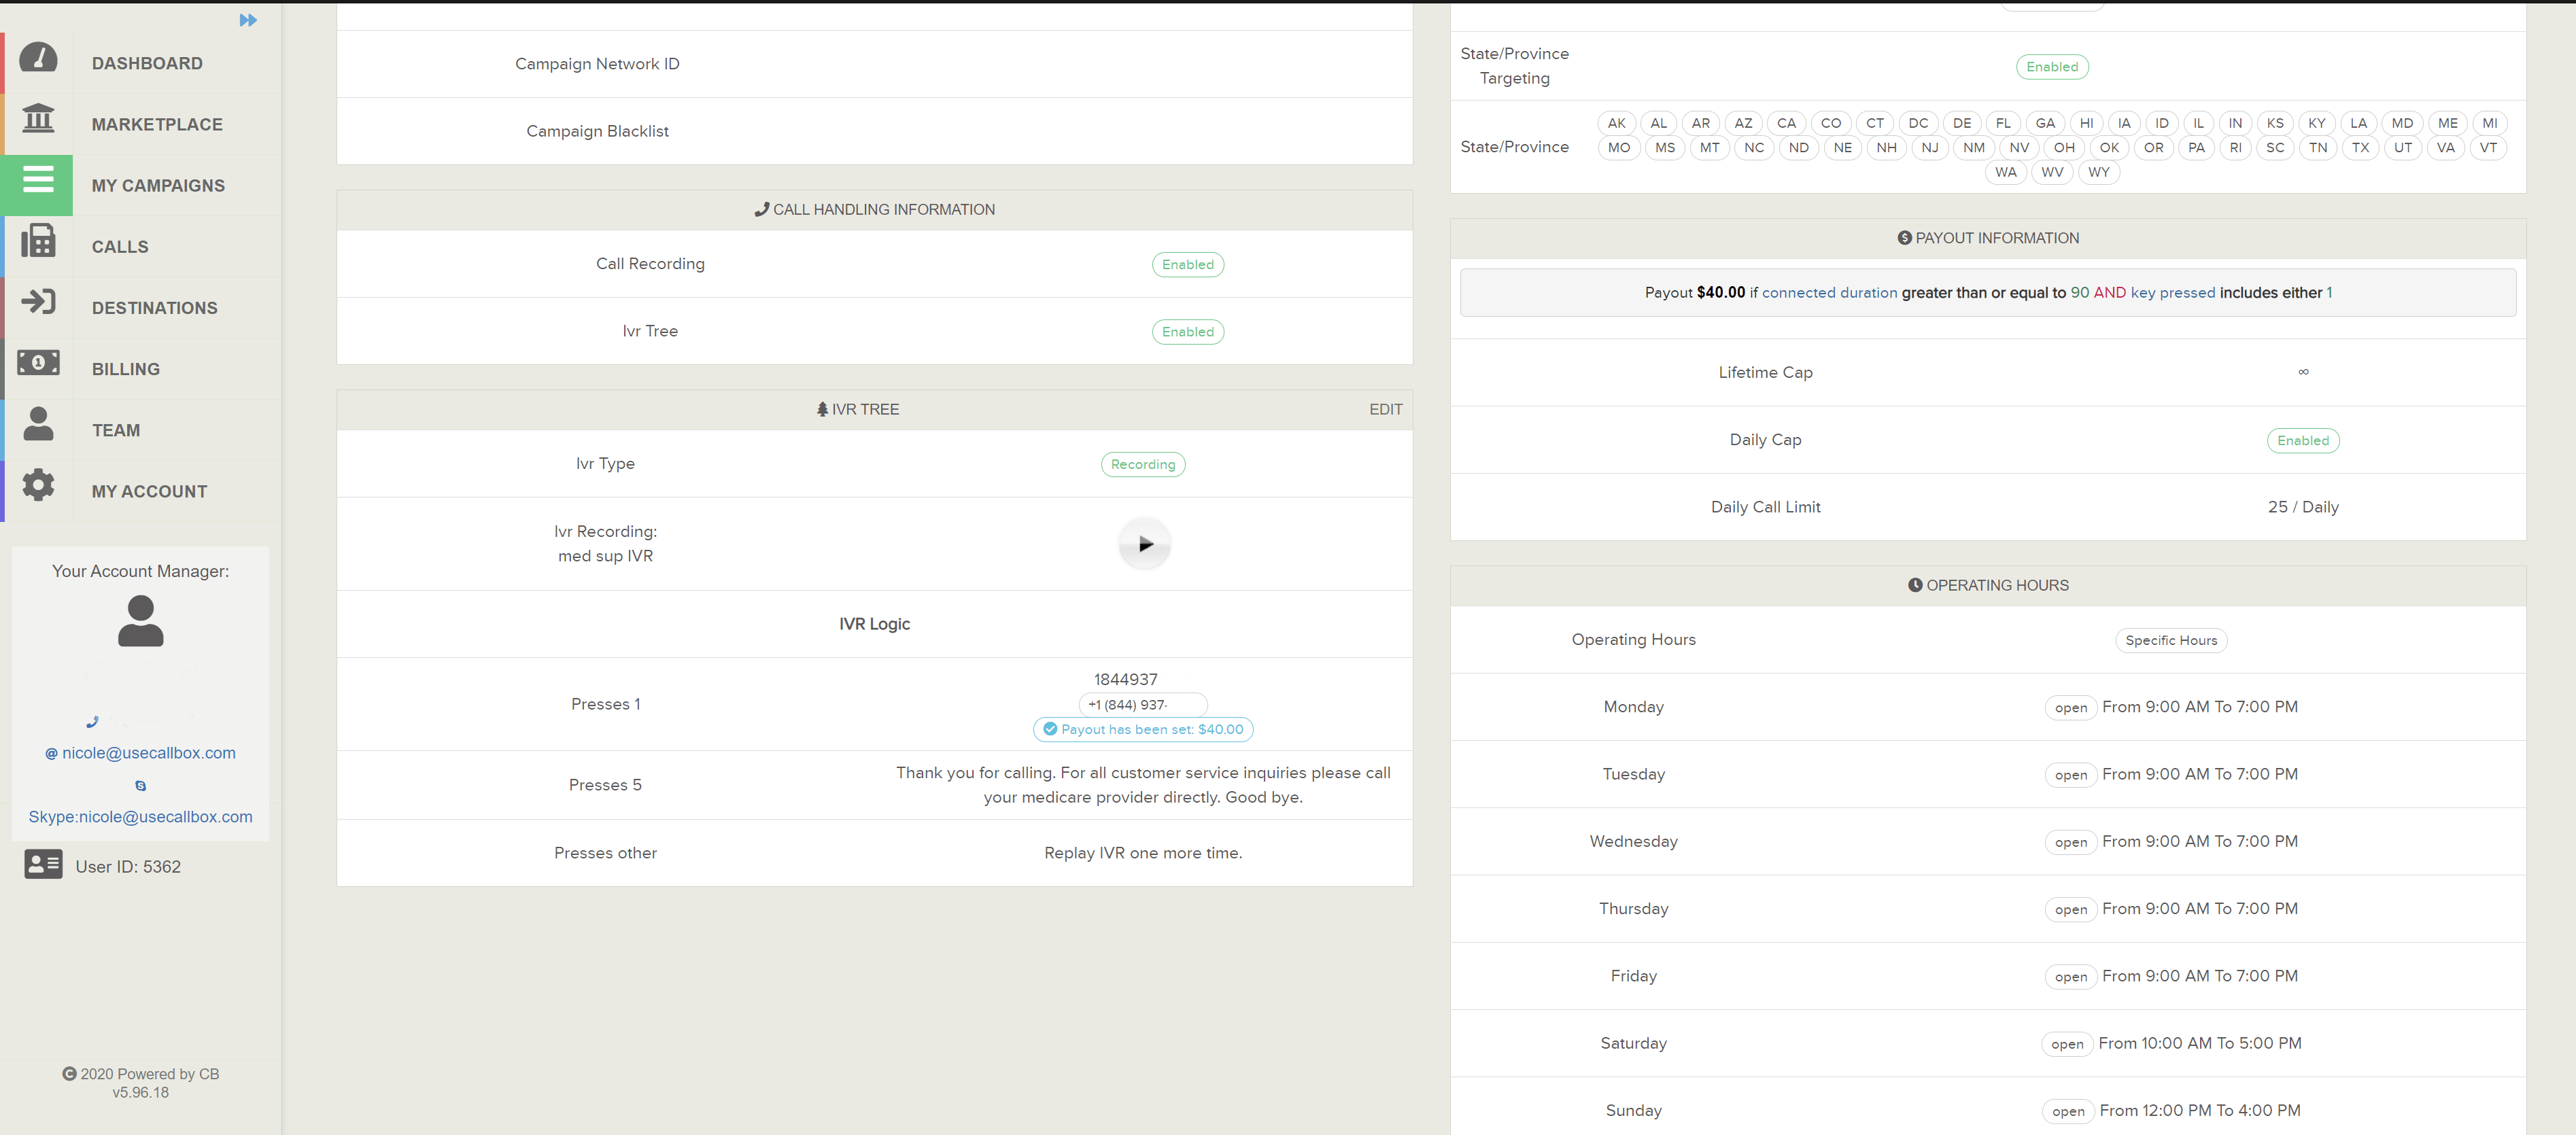 DASHBOARD
MARKETPLACE
MY CAMPAIGNS
CALLS
DESTINATIONS
BILLING
TEAM
MY ACCOUNT
Your Account Manager:
@ nicole@usecallbox.com
Skype:nicole@usecallbox.com
User ID: 5362
© 2020 Powered by CB
v5.96.18
Campaign Network ID
Campaign Blacklist
CALL HANDLING INFORMATION
Call Recording Enabled
Ivr Tree Enabled
IVR TREE EDIT
Ivr Type Recording
Ivr Recording:
med sup IVR
IVR Logic
Presses 1
1844937
+1 (844) 937-
Payout has been set: $40.00
Presses 5
Thank you for calling. For all customer service inquiries please call
your medicare provider directly. Good bye.
Presses other Replay IVR one more time.
State/Province
Targeting
Enabled
State/Province
AK AL AR AZ CA CO CT DC DE FL GA HI IA ID IL IN KS KY LA MD ME MI
MO MS MT NC ND NE NH NJ NM NV OH OK OR PA RI SC TN TX UT VA VT
WA WV WY
$ PAYOUT INFORMATION
Payout $40.00 if connected duration greater than or equal to 90 AND key pressed includes either 1
Lifetime Cap ∞
Daily Cap Enabled
Daily Call Limit 25 / Daily
OPERATING HOURS
Operating Hours Specific Hours
Monday open From 9:00 AM To 7:00 PM
Tuesday open From 9:00 AM To 7:00 PM
Wednesday open From 9:00 AM To 7:00 PM
Thursday open From 9:00 AM To 7:00 PM
Friday open From 9:00 AM To 7:00 PM
Saturday open From 10:00 AM To 5:00 PM
Sunday open From 12:00 PM To 4:00 PM